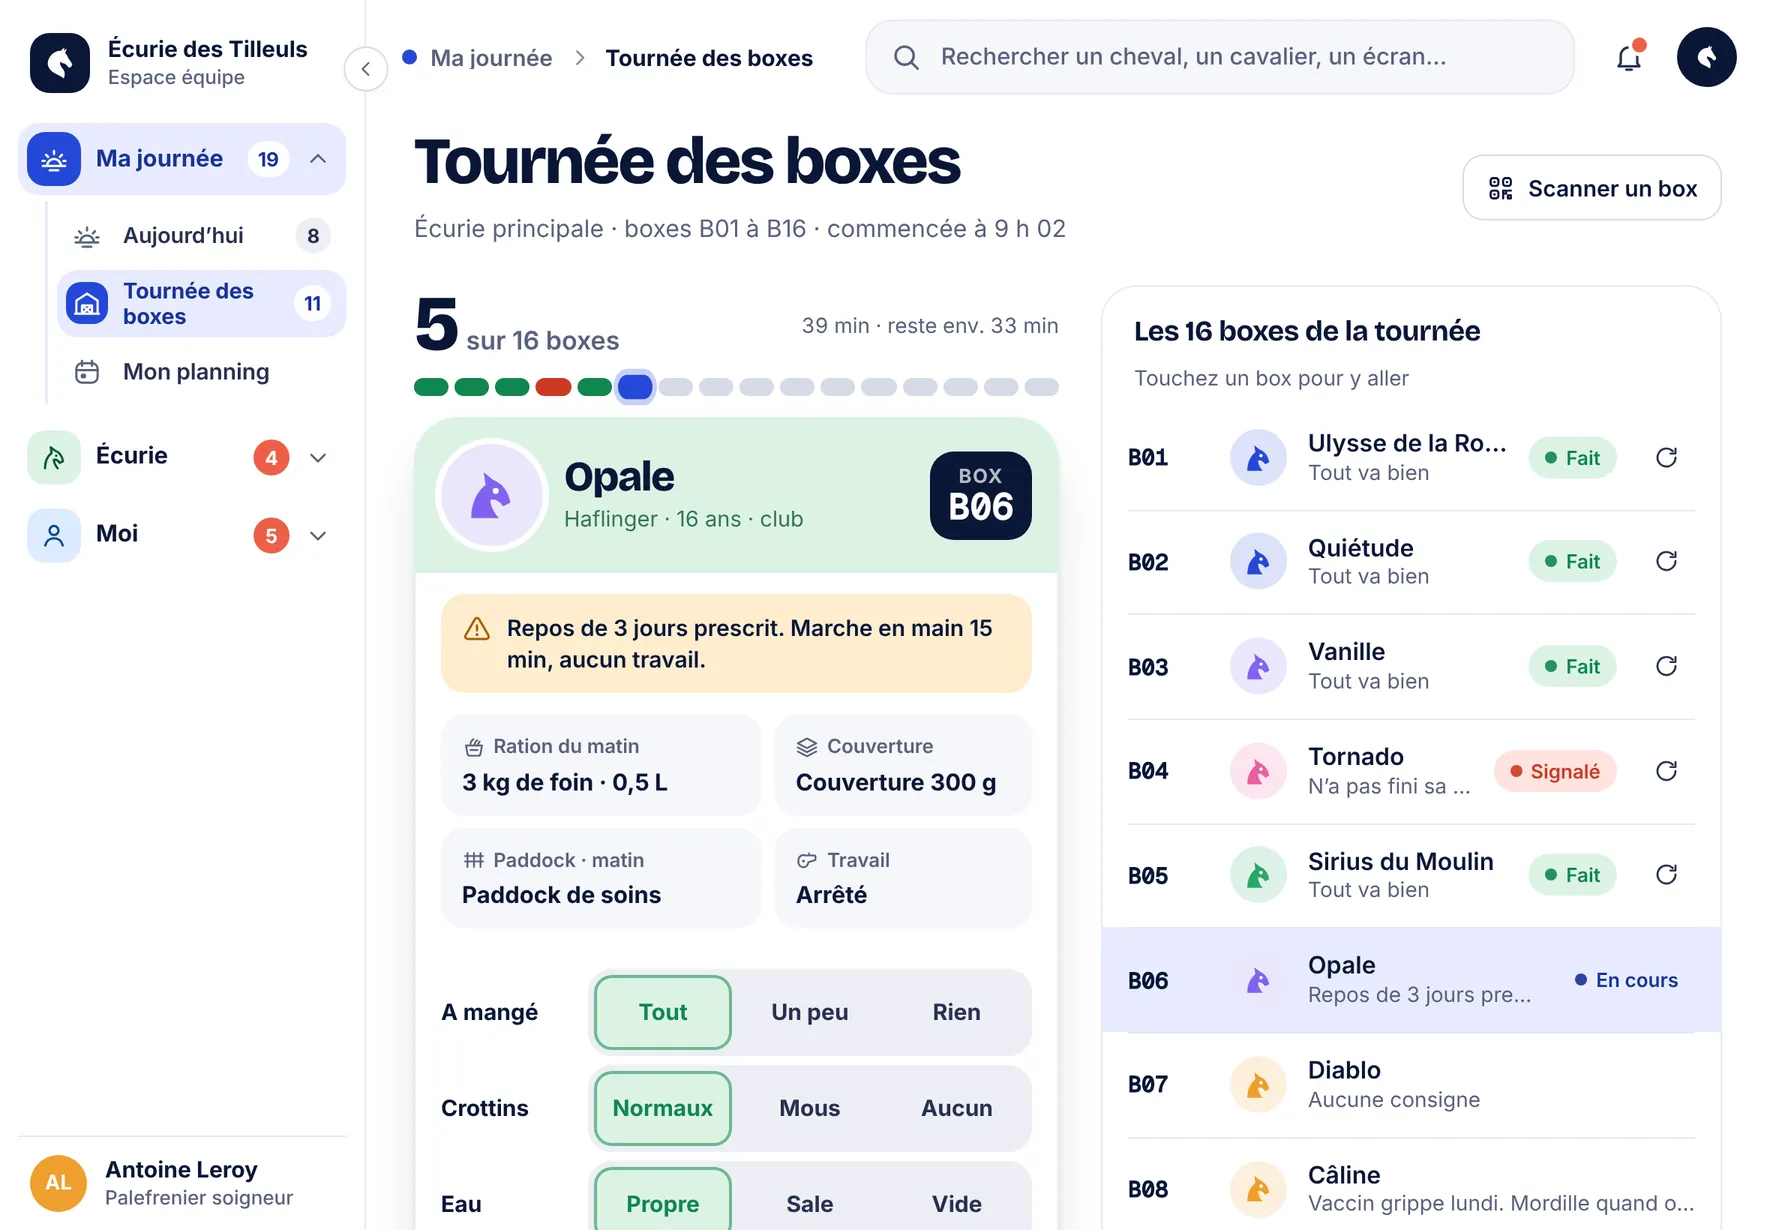 Écurie des Tilleuls
Espace équipe
Ma journée
19
Aujourd’hui
8
Tournée des
boxes
11
Mon planning
Écurie
4
Moi
5
AL
Antoine Leroy
Palefrenier soigneur
Ma journée
Tournée des boxes
Rechercher un cheval, un cavalier, un écran…
Tournée des boxes
Écurie principale · boxes B01 à B16 · commencée à 9 h 02
Scanner un box
5 sur 16 boxes
39 min · reste env. 33 min
Opale
Haflinger · 16 ans · club
BOX
B06
Repos de 3 jours prescrit. Marche en main 15
min, aucun travail.
Ration du matin
3 kg de foin · 0,5 L
Couverture
Couverture 300 g
Paddock · matin
Paddock de soins
Travail
Arrêté
A mangé
Tout
Un peu
Rien
Crottins
Normaux
Mous
Aucun
Eau
Propre
Sale
Vide
Les 16 boxes de la tournée
Touchez un box pour y aller
B01
Ulysse de la Ro…
Tout va bien
Fait
B02
Quiétude
Tout va bien
Fait
B03
Vanille
Tout va bien
Fait
B04
Tornado
N’a pas fini sa …
Signalé
B05
Sirius du Moulin
Tout va bien
Fait
B06
Opale
Repos de 3 jours pre…
En cours
B07
Diablo
Aucune consigne
B08
Câline
Vaccin grippe lundi. Mordille quand o…